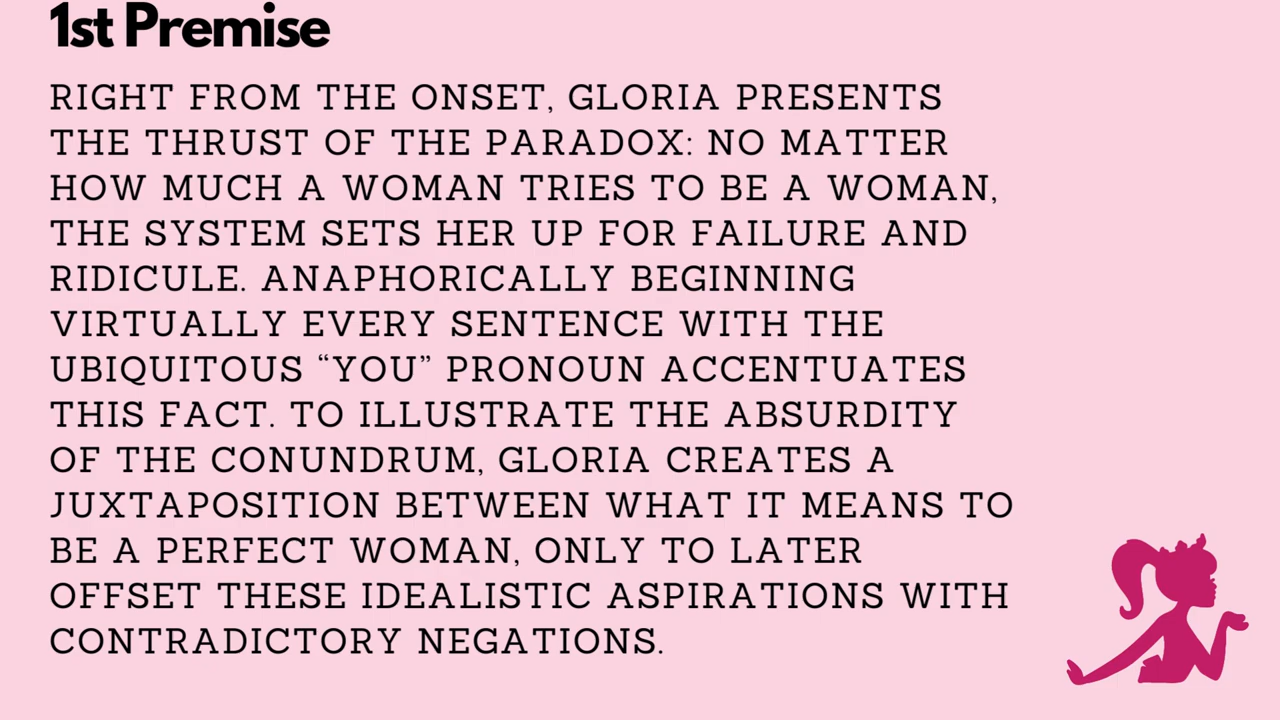 1st Premise
RIGHT FROM THE ONSET, GLORIA PRESENTS
THE THRUST OF THE PARADOX: NO MATTER
HOW MUCH A WOMAN TRIES TO BE A WOMAN,
THE SYSTEM SETS HER UP FOR FAILURE AND
RIDICULE. ANAPHORICALLY BEGINNING
VIRTUALLY EVERY SENTENCE WITH THE
UBIQUITOUS “YOU” PRONOUN ACCENTUATES
THIS FACT. TO ILLUSTRATE THE ABSURDITY
OF THE CONUNDRUM, GLORIA CREATES A
JUXTAPOSITION BETWEEN WHAT IT MEANS TO
BE A PERFECT WOMAN, ONLY TO LATER
OFFSET THESE IDEALISTIC ASPIRATIONS WITH
CONTRADICTORY NEGATIONS.